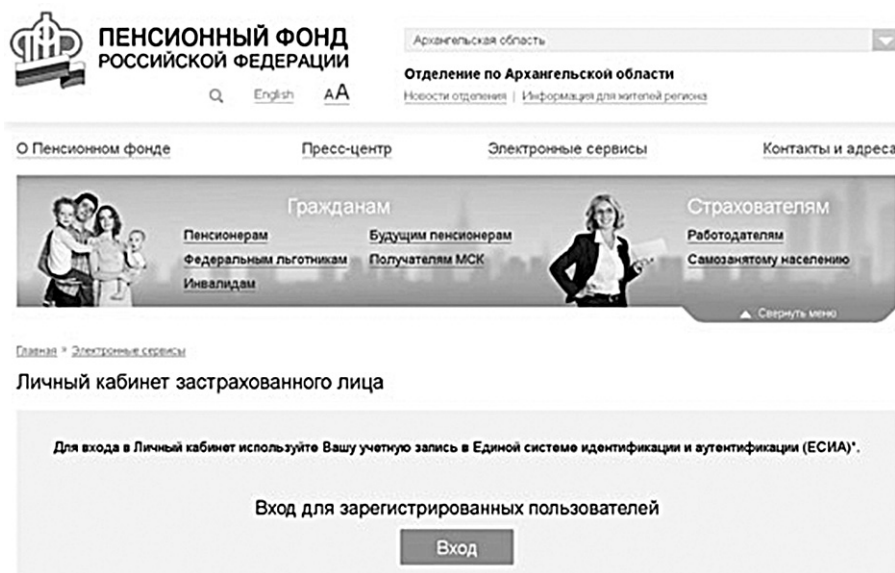 ПЕНСИОННЫЙ ФОНД
РОССИЙСКОЙ ФЕДЕРАЦИИ
English AA
Архангельская область
Отделение по Архангельской области
Новости отделения | Информация для жителей региона
О Пенсионном фонде Пресс-центр Электронные сервисы Контакты и адреса
Гражданам
Пенсионерам Будущим пенсионерам
Федеральным льготникам Получателям МСК
Инвалидам
Страхователям
Работодателям
Самозанятому населению
Свернуть меню
Главная » Электронные сервисы
Личный кабинет застрахованного лица
Для входа в Личный кабинет используйте Вашу учетную запись в Единой системе идентификации и аутентификации (ЕСИА)*.
Вход для зарегистрированных пользователей
Вход